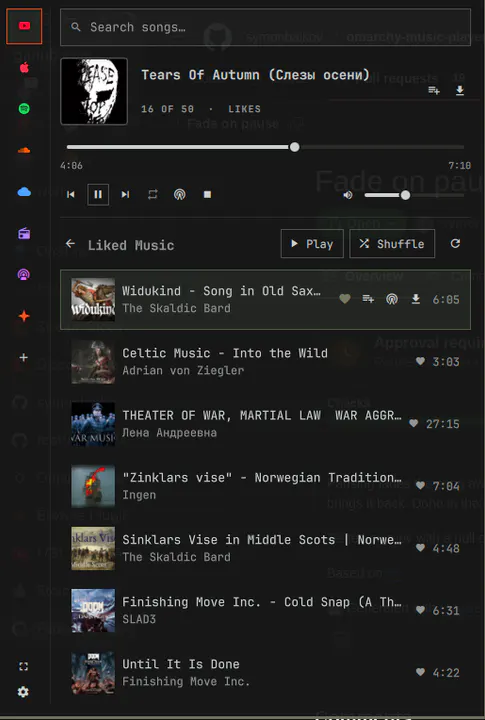 Search songs…
Tears Of Autumn (Слезы осени)
16 OF 50 · LIKES
4:06
7:10
Liked Music
Play
Shuffle
Widukind - Song in Old Sax…
The Skaldic Bard
6:05
Celtic Music - Into the Wild
Adrian von Ziegler
3:03
THEATER OF WAR, MARTIAL LAW WAR AGGR…
Лена Андреевна
27:15
"Zinklars vise" - Norwegian Tradition…
Ingen
7:04
Sinklars Vise in Middle Scots | Norwe…
The Skaldic Bard
4:48
Finishing Move Inc. - Cold Snap (A Th…
SLAD3
6:31
Until It Is Done
Finishing Move Inc.
4:22